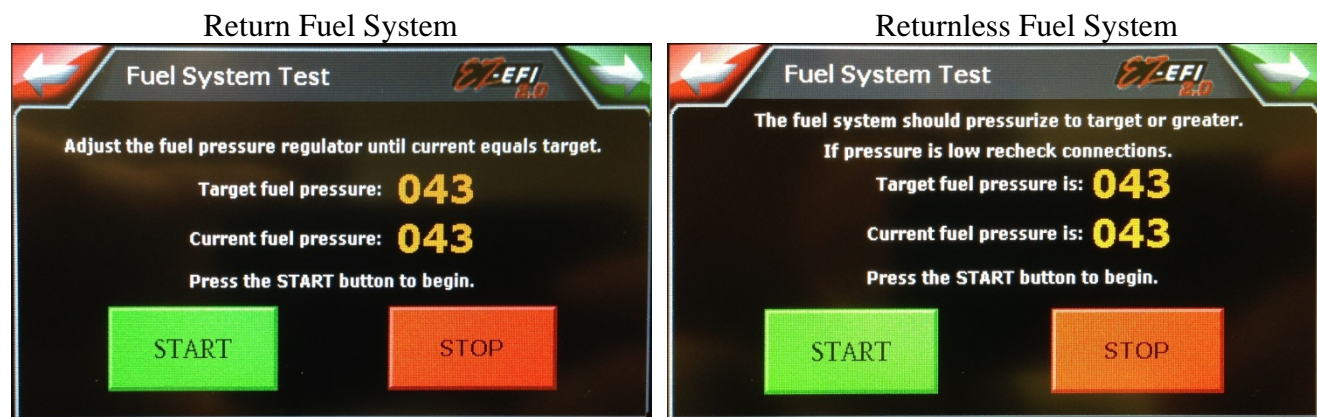 Return Fuel System
Fuel System Test
EZ-EFI
2.0
Adjust the fuel pressure regulator until current equals target.
Target fuel pressure: 043
Current fuel pressure: 043
Press the START button to begin.
START
STOP
Returnless Fuel System
Fuel System Test
EZ-EFI
2.0
The fuel system should pressurize to target or greater.
If pressure is low recheck connections.
Target fuel pressure is: 043
Current fuel pressure is: 043
Press the START button to begin.
START
STOP